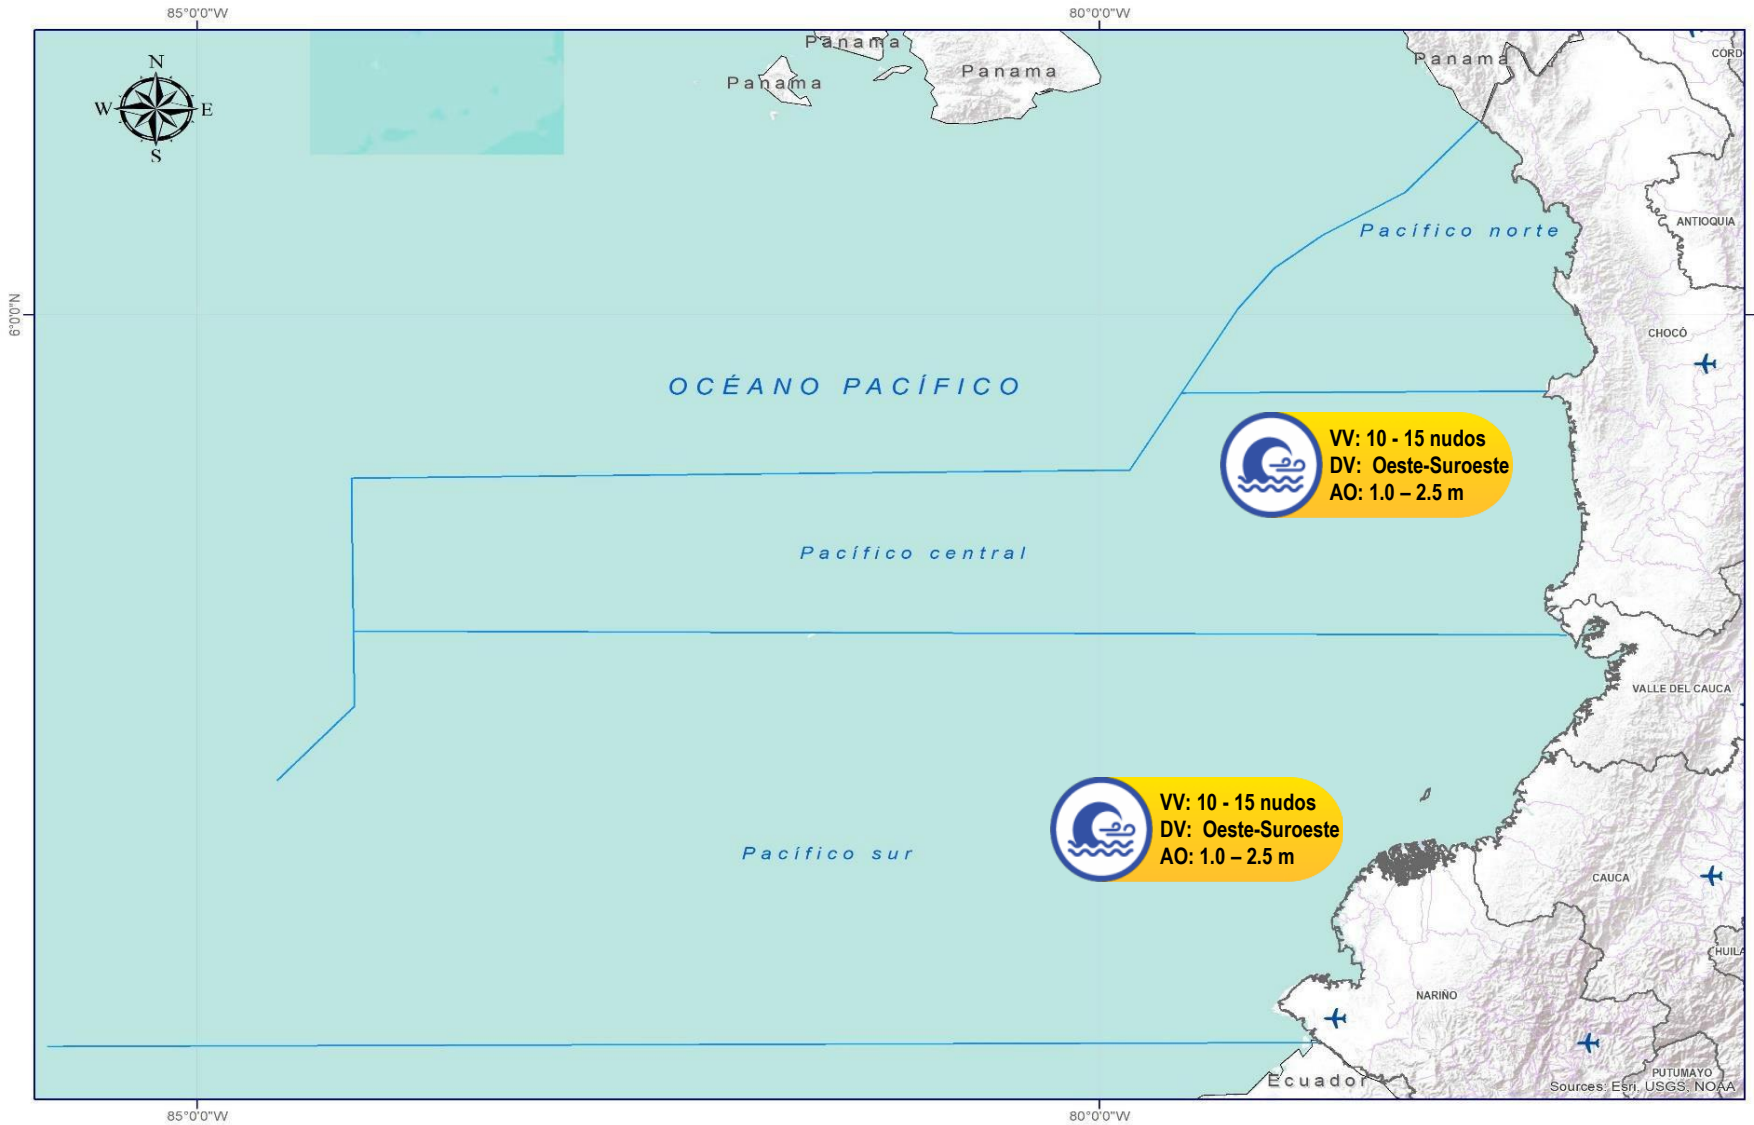 85°0'0"W
80°0'0"W
N
W
E
S
Panama
Panama
Panama
Panama
CÓRD
ANTIOQUIA
Pacífico norte
6°0'0"N
CHOCÓ
OCÉANO PACÍFICO
VV: 10 - 15 nudos
DV: Oeste-Suroeste
AO: 1.0 – 2.5 m
Pacífico central
VALLE DEL CAUCA
VV: 10 - 15 nudos
DV: Oeste-Suroeste
AO: 1.0 – 2.5 m
Pacífico sur
CAUCA
HUILA
NARIÑO
PUTUMAYO
Ecuador
Sources: Esri, USGS, NOAA
85°0'0"W
80°0'0"W